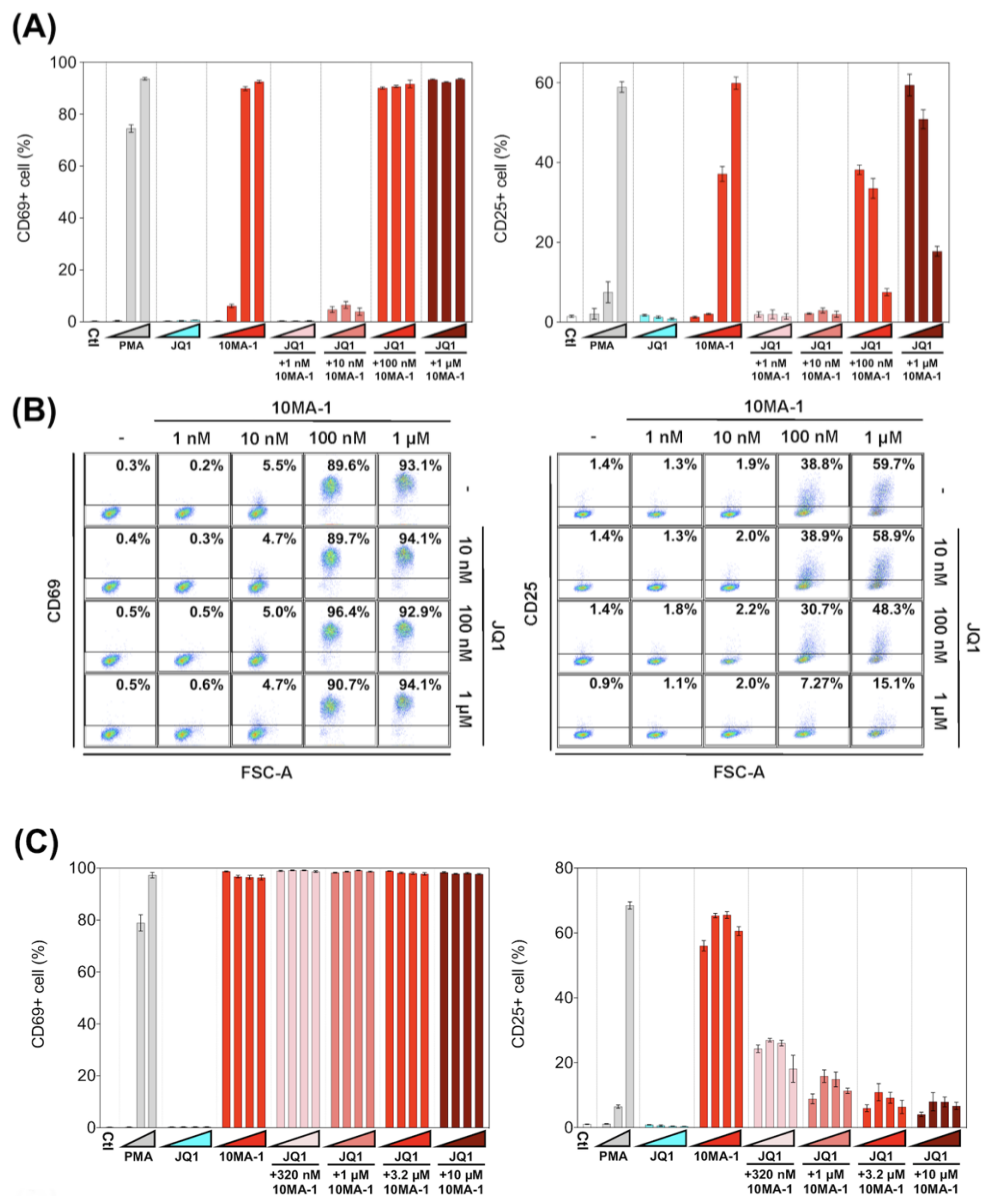 (A)
CD69+ cell (%)
100
80
60
40
20
0
Ctl
PMA
JQ1
10MA-1
JQ1
+1 nM
10MA-1
JQ1
+10 nM
10MA-1
JQ1
+100 nM
10MA-1
JQ1
+1 µM
10MA-1
CD25+ cell (%)
60
40
20
0
Ctl
PMA
JQ1
10MA-1
JQ1
+1 nM
10MA-1
JQ1
+10 nM
10MA-1
JQ1
+100 nM
10MA-1
JQ1
+1 µM
10MA-1
(B)
10MA-1
- 1 nM 10 nM 100 nM 1 µM
0.3% 0.2% 5.5% 89.6% 93.1% -
0.4% 0.3% 4.7% 89.7% 94.1% 10 nM
0.5% 0.5% 5.0% 96.4% 92.9% 100 nM
0.5% 0.6% 4.7% 90.7% 94.1% 1 µM
CD69
JQ1
FSC-A
10MA-1
- 1 nM 10 nM 100 nM 1 µM
1.4% 1.3% 1.9% 38.8% 59.7% -
1.4% 1.3% 2.0% 38.9% 58.9% 10 nM
1.4% 1.8% 2.2% 30.7% 48.3% 100 nM
0.9% 1.1% 2.0% 7.27% 15.1% 1 µM
CD25
JQ1
FSC-A
(C)
CD69+ cell (%)
100
80
60
40
20
0
Ctl
PMA
JQ1
10MA-1
JQ1
+320 nM
10MA-1
JQ1
+1 µM
10MA-1
JQ1
+3.2 µM
10MA-1
JQ1
+10 µM
10MA-1
CD25+ cell (%)
80
60
40
20
0
Ctl
PMA
JQ1
10MA-1
JQ1
+320 nM
10MA-1
JQ1
+1 µM
10MA-1
JQ1
+3.2 µM
10MA-1
JQ1
+10 µM
10MA-1